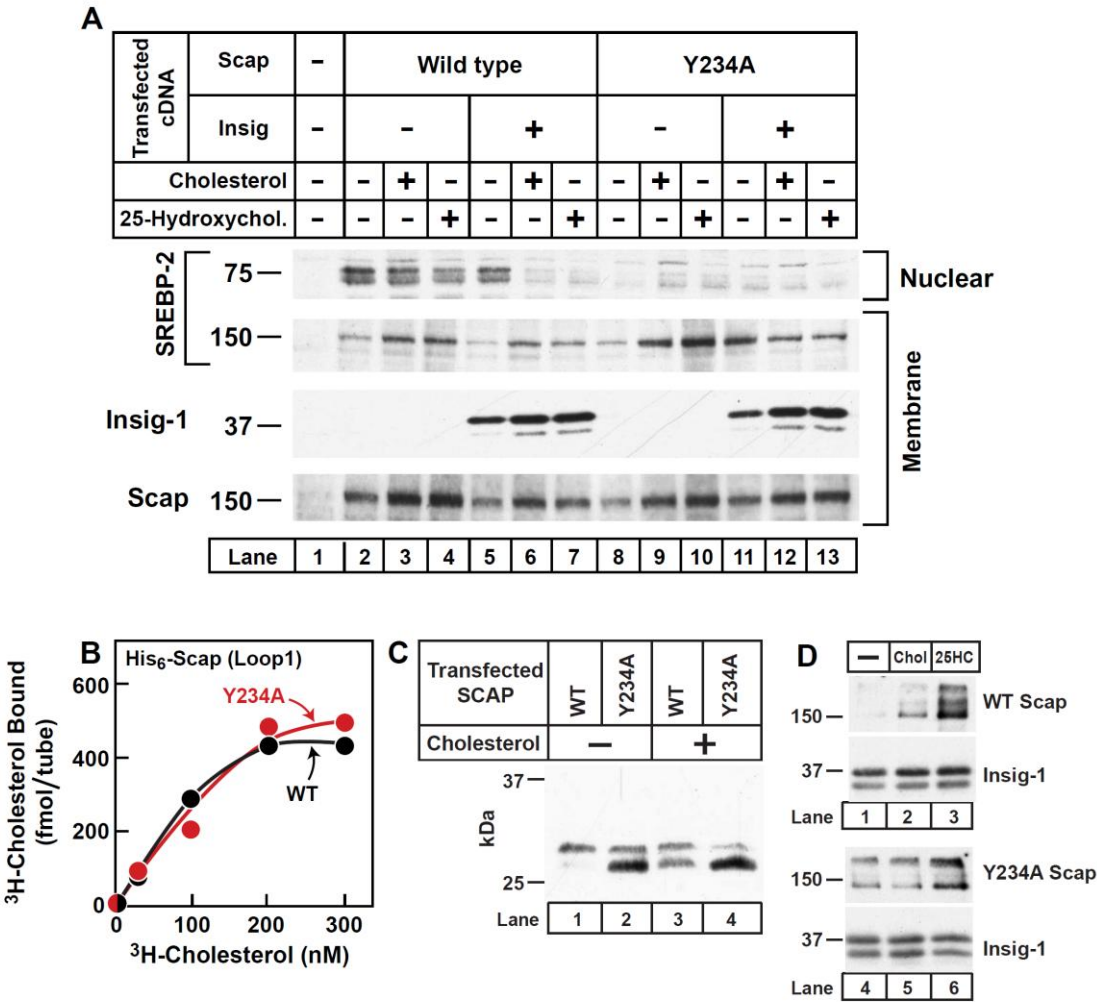 A
Transfected cDNA
Scap – Wild type Y234A
Insig – – + – +
Cholesterol – – + – – + – – + – – + –
25-Hydroxychol. – – – + – – + – – + – – +
SREBP-2
75 Nuclear
150
Insig-1 37
Scap 150
Membrane
Lane 1 2 3 4 5 6 7 8 9 10 11 12 13
B
His6-Scap (Loop1)
3H-Cholesterol Bound (fmol/tube)
600
400
200
0
Y234A
WT
0 100 200 300
3H-Cholesterol (nM)
C
Transfected SCAP WT Y234A WT Y234A
Cholesterol – +
kDa
37
25
Lane 1 2 3 4
D
– Chol 25HC
150 WT Scap
37 Insig-1
Lane 1 2 3
150 Y234A Scap
37 Insig-1
Lane 4 5 6